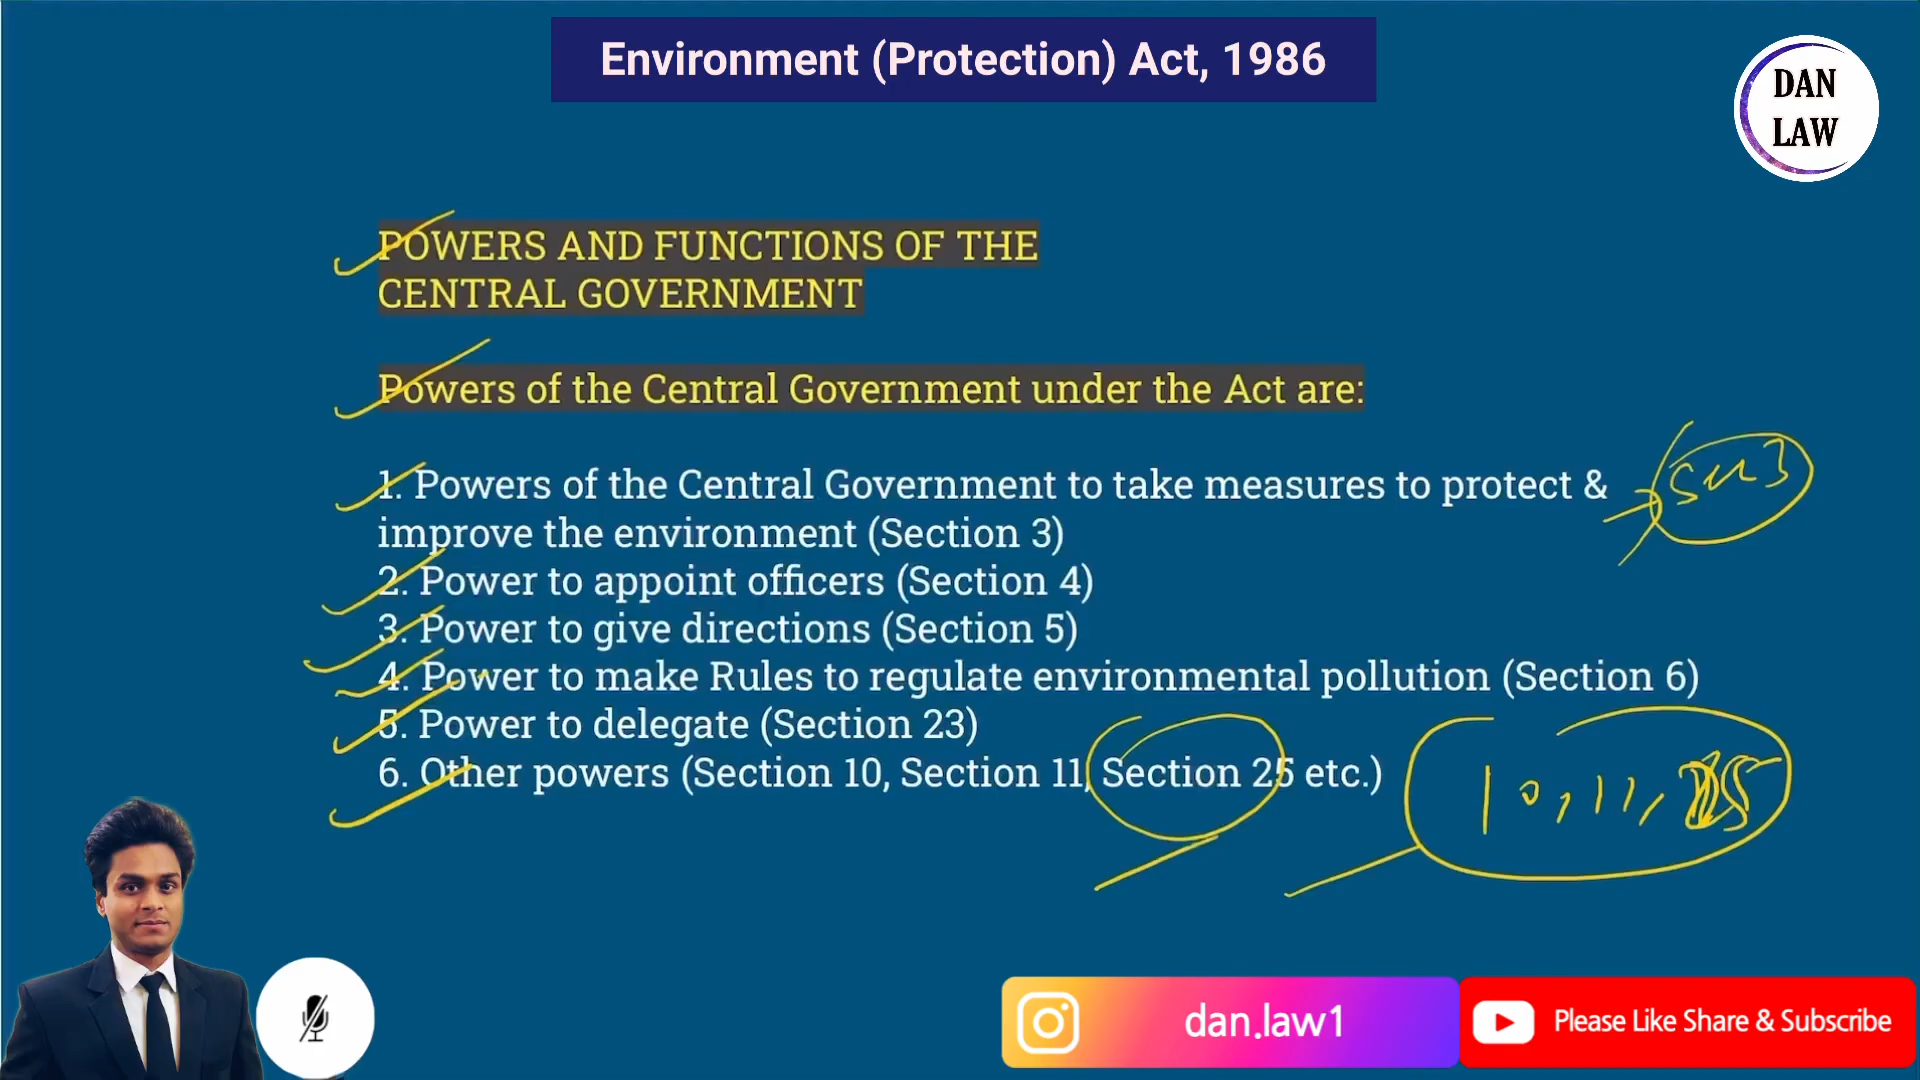 Environment (Protection) Act, 1986
DAN
LAW
POWERS AND FUNCTIONS OF THE
CENTRAL GOVERNMENT
Powers of the Central Government under the Act are:
1. Powers of the Central Government to take measures to protect &
improve the environment (Section 3)
2. Power to appoint officers (Section 4)
3. Power to give directions (Section 5)
4. Power to make Rules to regulate environmental pollution (Section 6)
5. Power to delegate (Section 23)
6. Other powers (Section 10, Section 11, Section 25 etc.)
10, 11,
dan.law1
Please Like Share & Subscribe